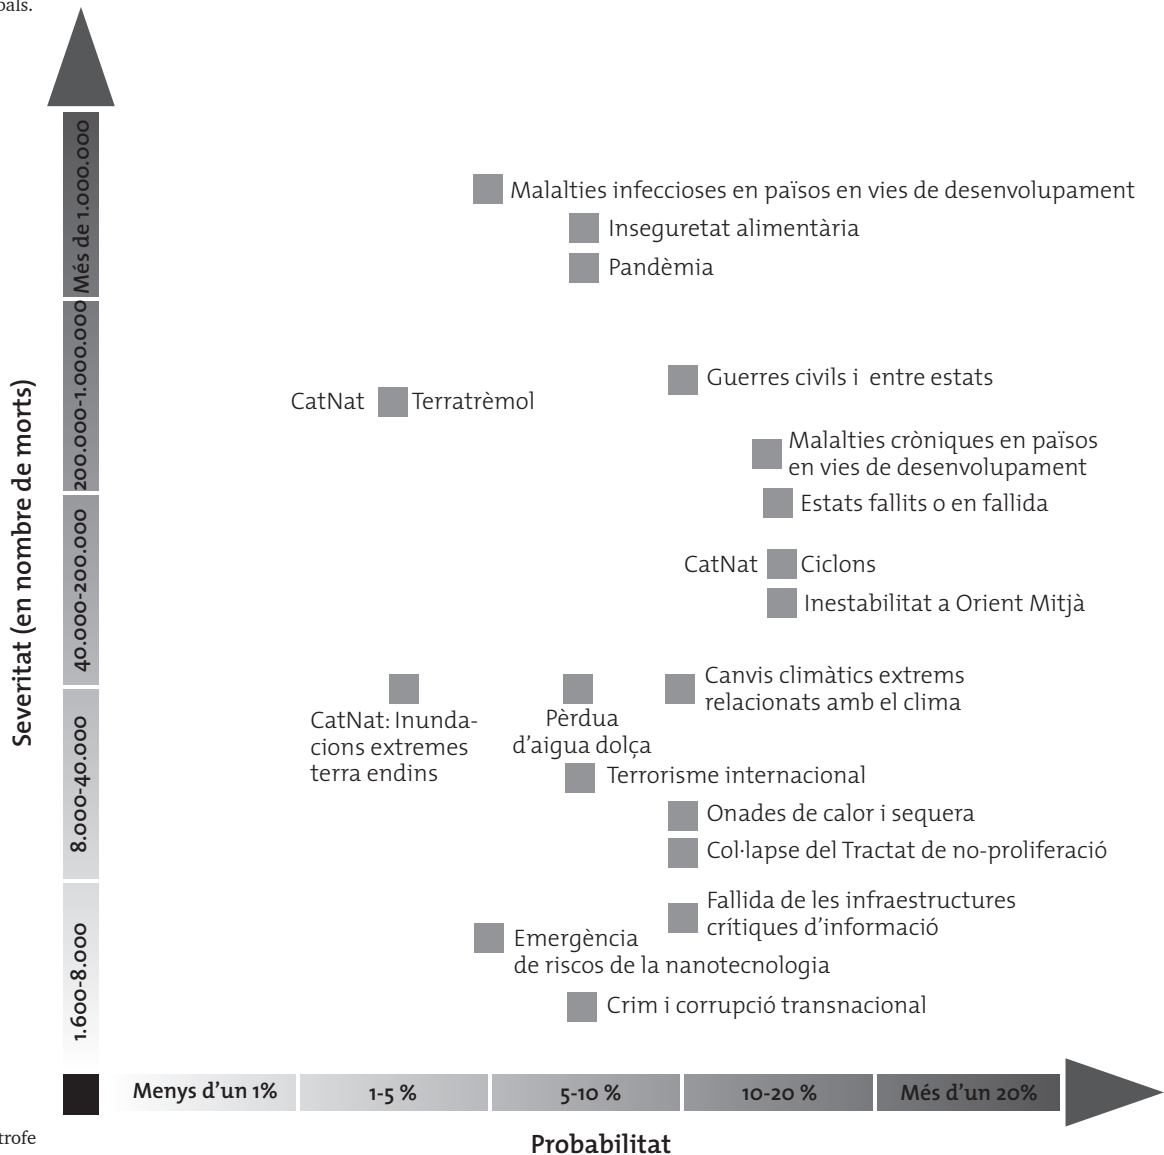 pals.
Més de 1.000.000
200.000-1.000.000
40.000-200.000
8.000-40.000
1.600-8.000
Severitat (en nombre de morts)
Malalties infeccioses en països en vies de desenvolupament
Inseguretat alimentària
Pandèmia
Guerres civils i entre estats
CatNat Terratrèmol
Malalties cròniques en països
en vies de desenvolupament
Estats fallits o en fallida
CatNat Ciclons
Inestabilitat a Orient Mitjà
Canvis climàtics extrems
relacionats amb el clima
CatNat: Inunda-
cions extremes
terra endins
Pèrdua
d'aigua dolça
Terrorisme internacional
Onades de calor i sequera
Col·lapse del Tractat de no-proliferació
Fallida de les infraestructures
crítiques d'informació
Emergència
de riscos de la nanotecnologia
Crim i corrupció transnacional
Menys d'un 1%
1-5 %
5-10 %
10-20 %
Més d'un 20%
Probabilitat
trofe